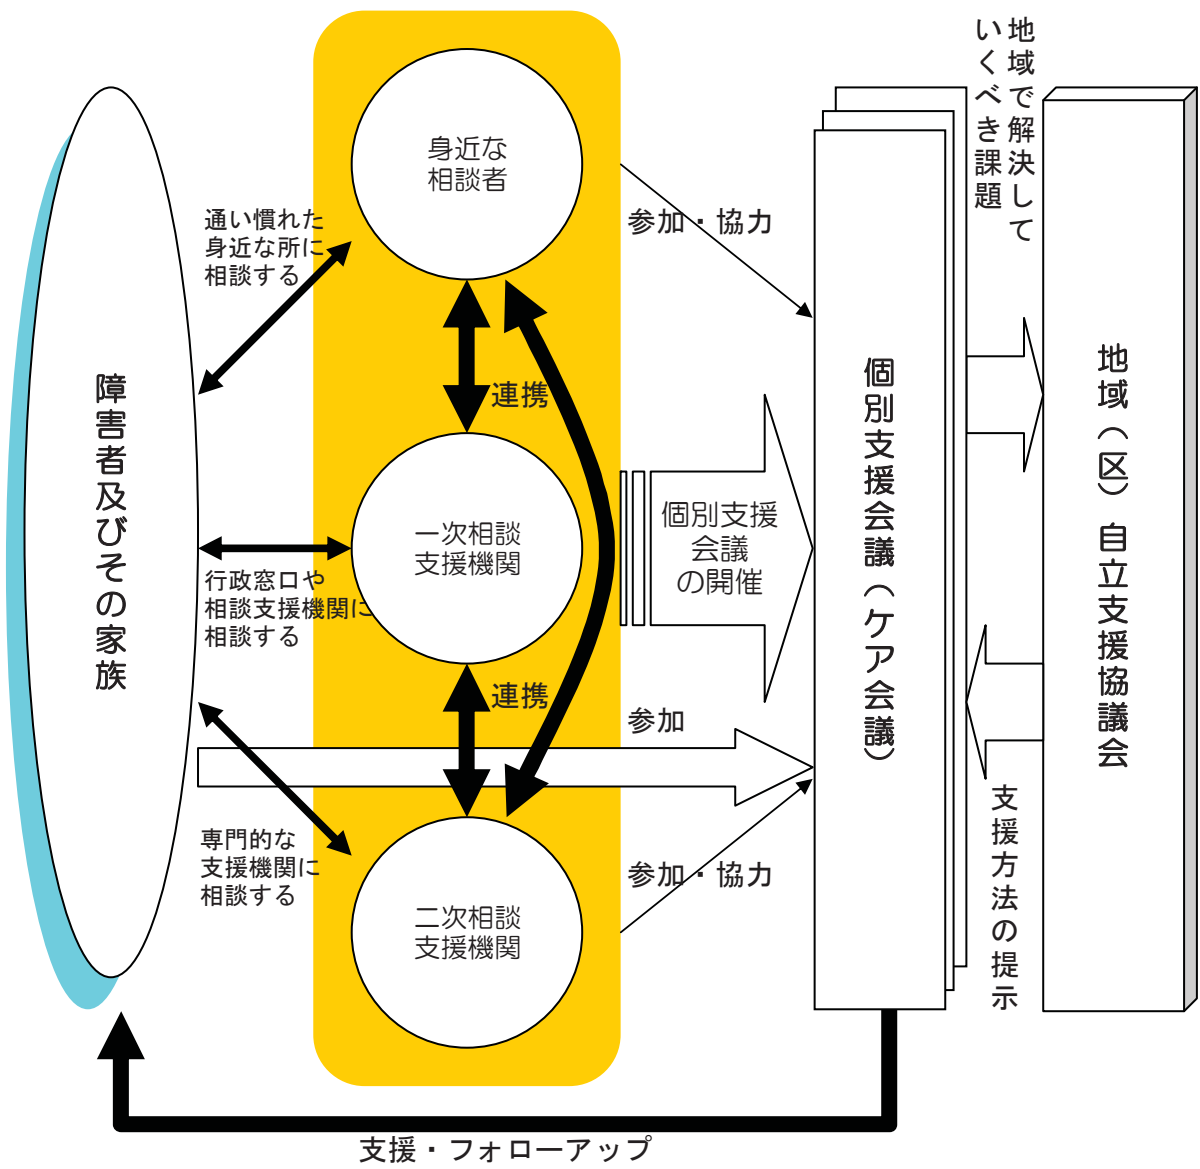 障害者及びその家族
通い慣れた
身近な所に
相談する
行政窓口や
相談支援機関に
相談する
専門的な
支援機関に
相談する
身近な
相談者
連携
一次相談
支援機関
連携
二次相談
支援機関
参加・協力
個別支援
会議
の開催
参加
参加・協力
個別支援会議（ケア会議）
地域で解決して
いくべき課題
支援方法の提示
地域（区）自立支援協議会
支援・フォローアップ